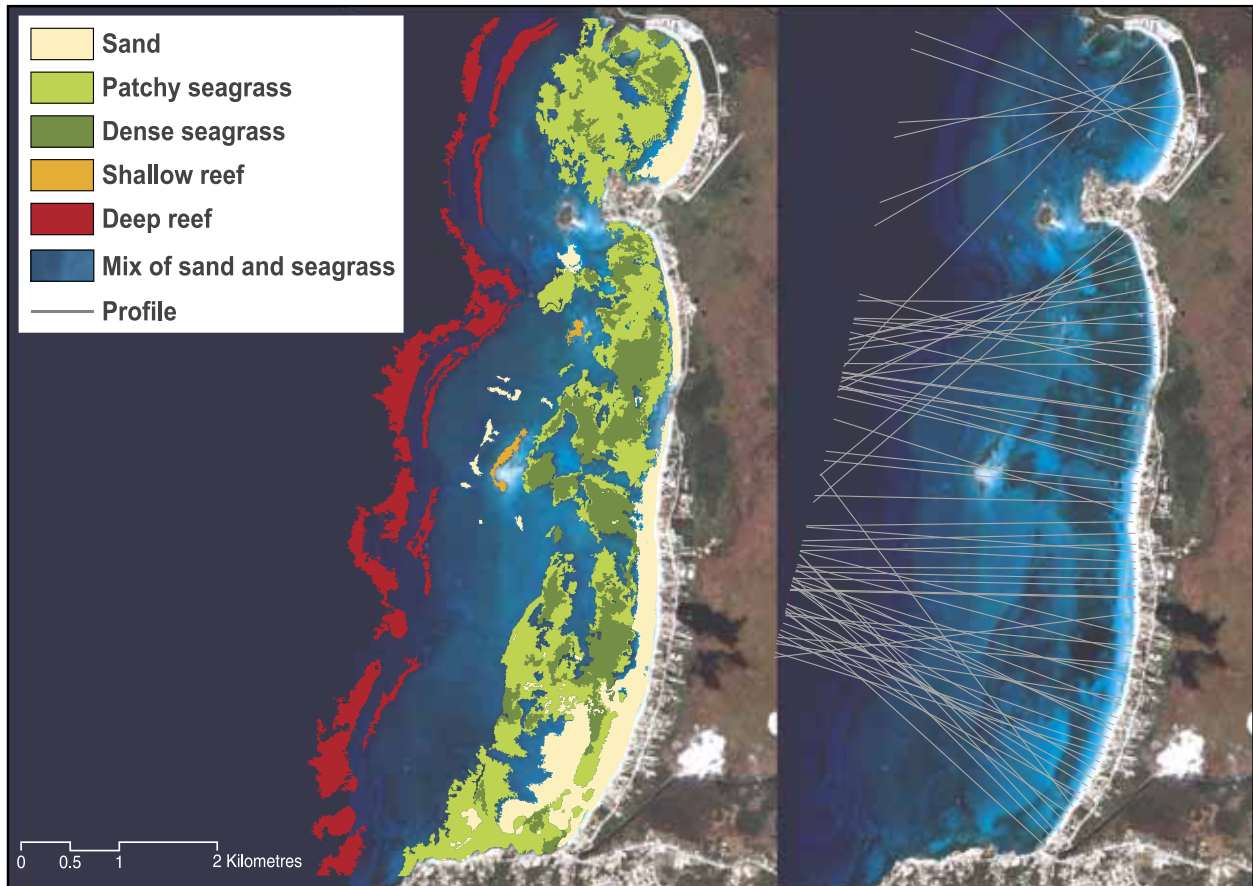 Sand
Patchy seagrass
Dense seagrass
Shallow reef
Deep reef
Mix of sand and seagrass
Profile
0 0.5 1 2 Kilometres